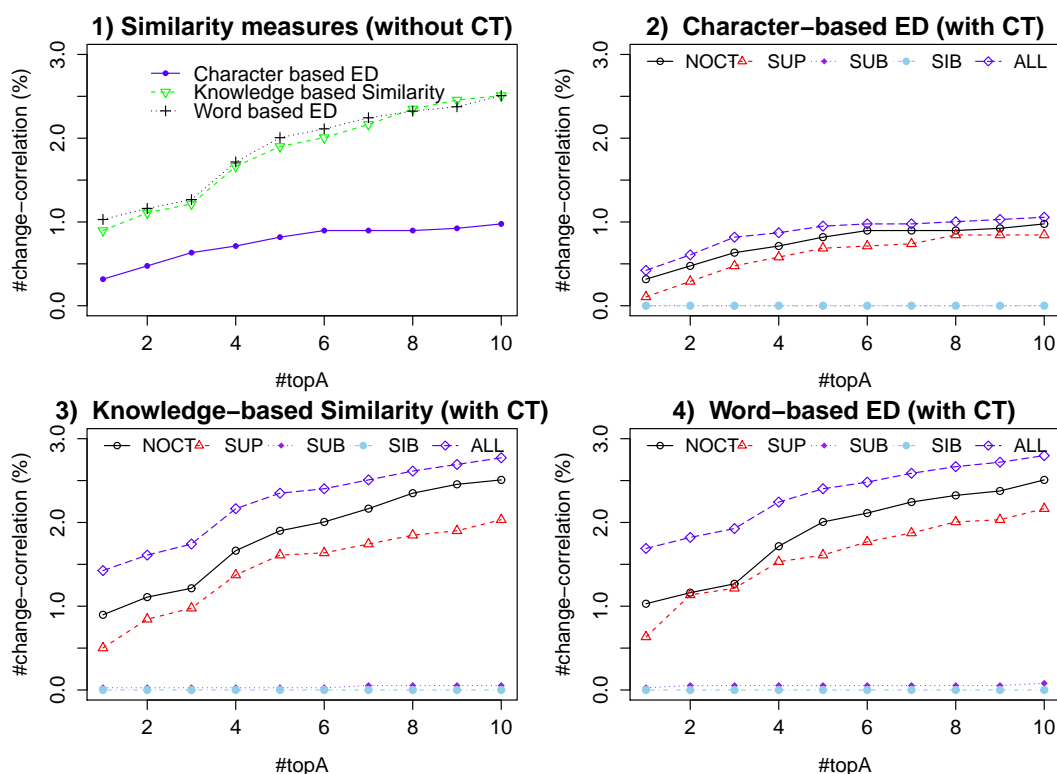 1) Similarity measures (without CT)
#change−correlation (%)
3.0
2.0
1.0
0.0
Character based ED
Knowledge based Similarity
Word based ED
2 4 6 8 10
#topA
2) Character−based ED (with CT)
#change−correlation (%)
3.0
2.0
1.0
0.0
NOCT SUP SUB SIB ALL
2 4 6 8 10
#topA
3) Knowledge−based Similarity (with CT)
#change−correlation (%)
3.0
2.0
1.0
0.0
NOCT SUP SUB SIB ALL
2 4 6 8 10
#topA
4) Word−based ED (with CT)
#change−correlation (%)
3.0
2.0
1.0
0.0
NOCT SUP SUB SIB ALL
2 4 6 8 10
#topA